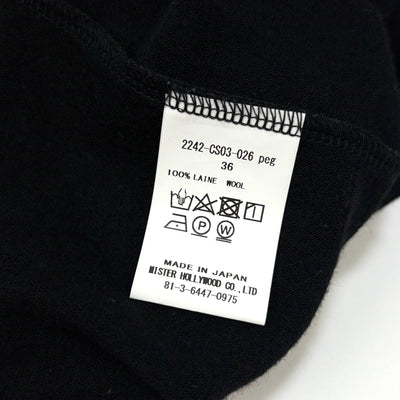 2242-CS03-026 peg
36
100% LAINE WOOL
P W
MADE IN JAPAN
MISTER HOLLYWOOD CO.,LTD
81-3-6447-0975